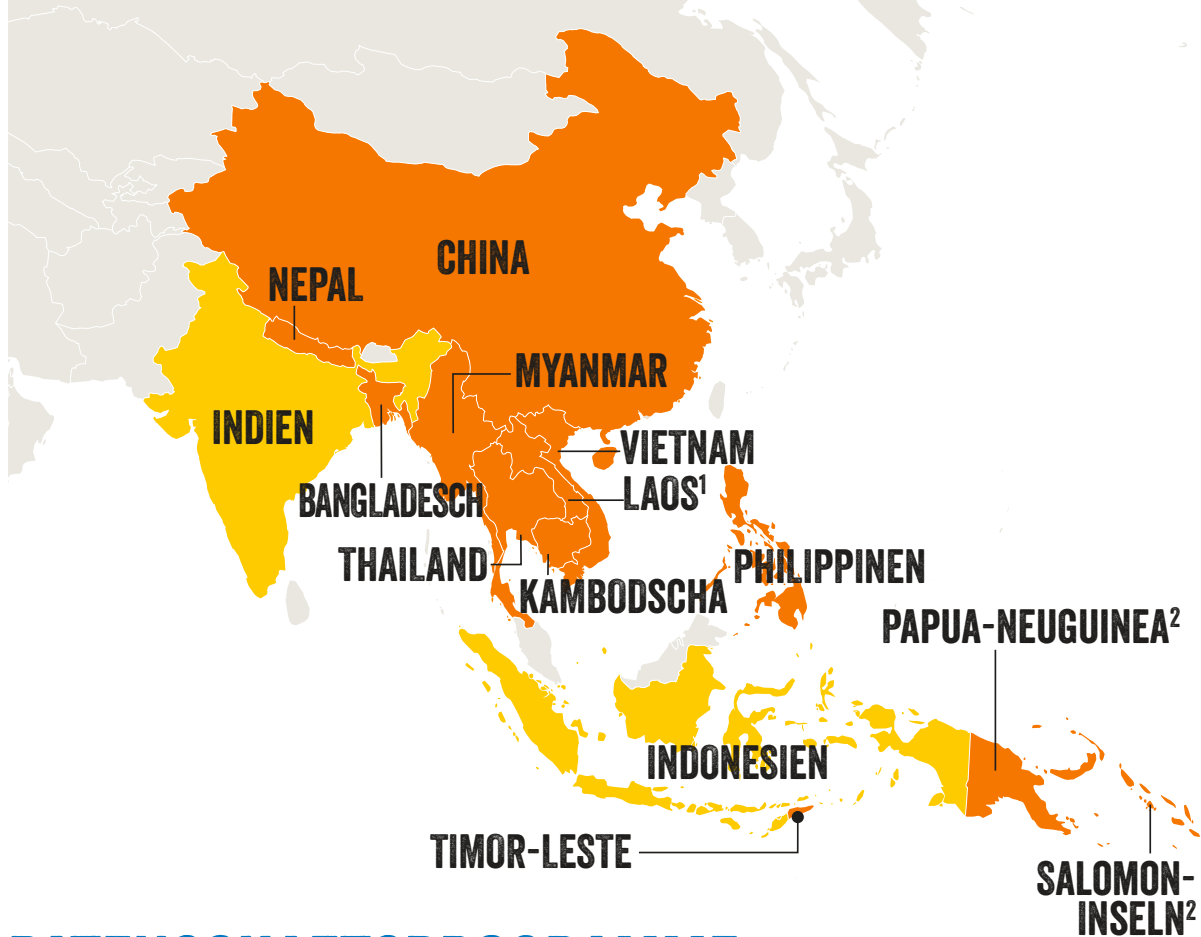 CHINA
NEPAL
MYANMAR
INDIEN
VIETNAM
LAOS¹
BANGLADESCH
THAILAND
PHILIPPINEN
KAMBODSCHA
PAPUA-NEUGUINEA²
INDONESIEN
TIMOR-LESTE
SALOMON-
INSELN²